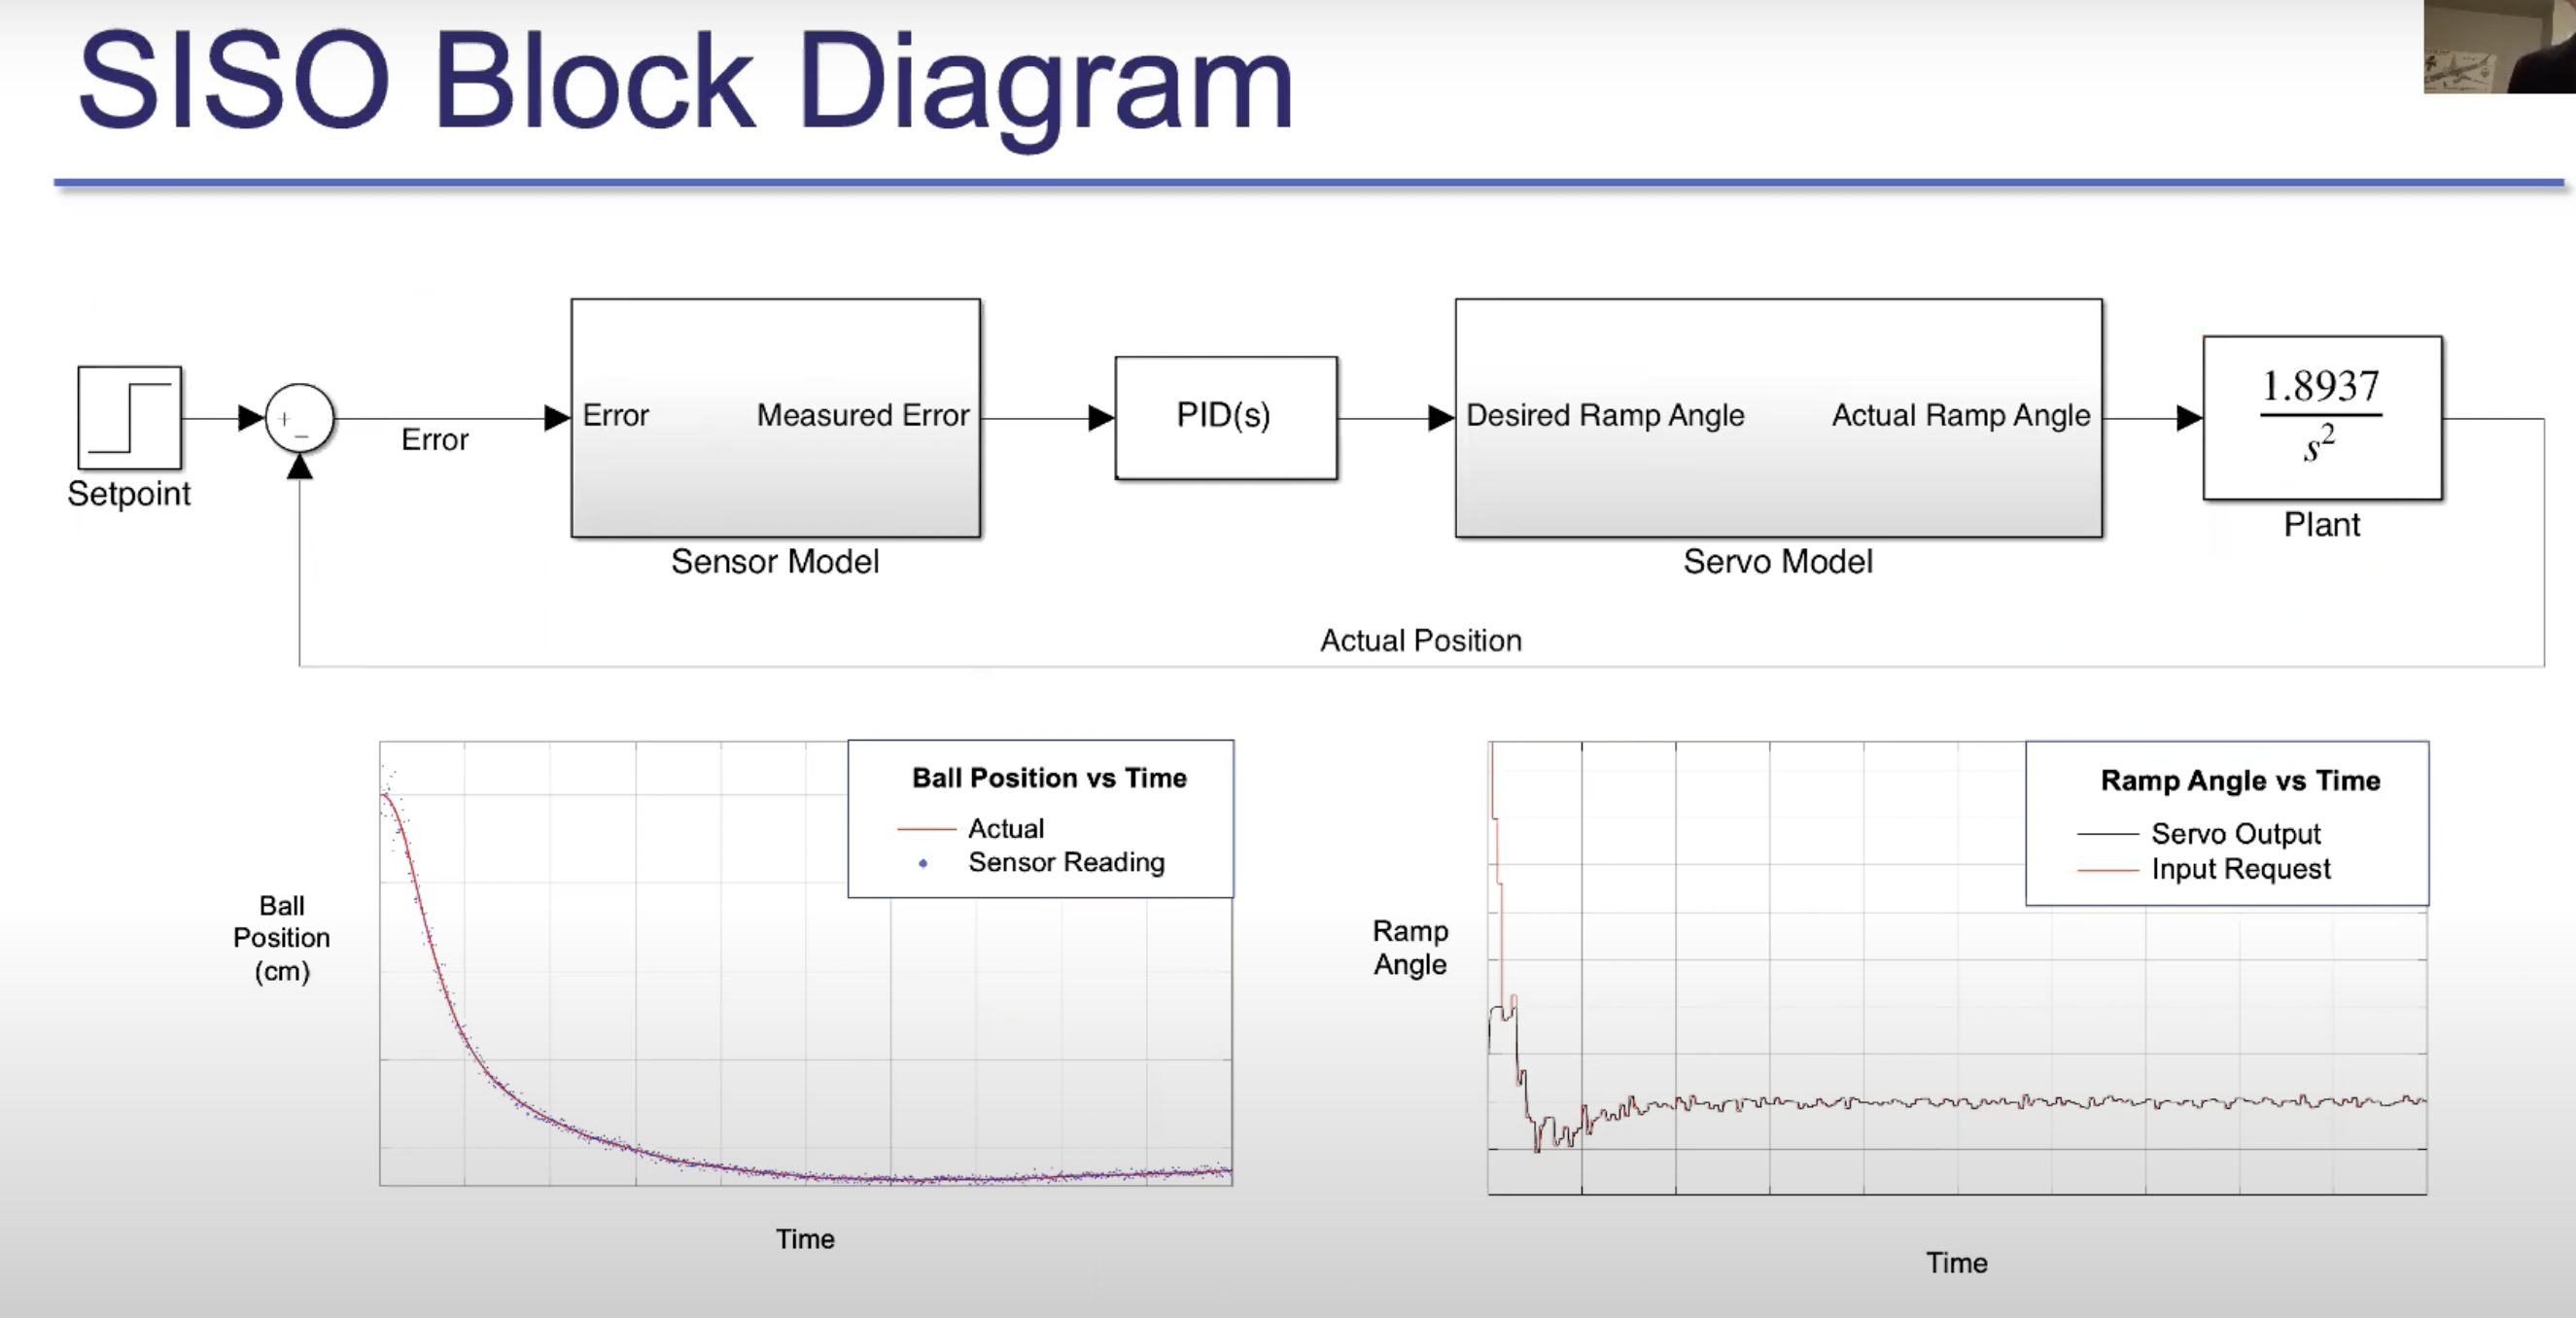 SISO Block Diagram
Setpoint
+
−
Error
Error
Measured Error
Sensor Model
PID(s)
Desired Ramp Angle
Actual Ramp Angle
Servo Model
1.8937
s²
Plant
Actual Position
Ball Position vs Time
Actual
Sensor Reading
Ball
Position
(cm)
Time
Ramp Angle vs Time
Servo Output
Input Request
Ramp
Angle
Time